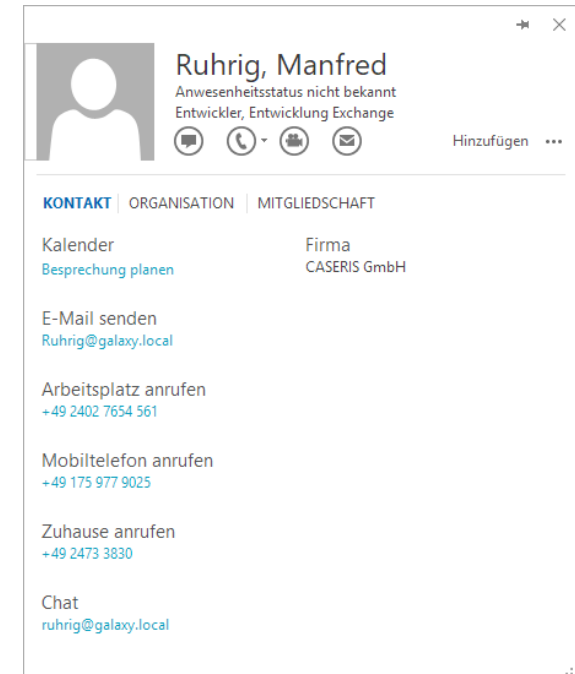 Ruhrig, Manfred
Anwesenheitsstatus nicht bekannt
Entwickler, Entwicklung Exchange
Hinzufügen
KONTAKT ORGANISATION MITGLIEDSCHAFT
Kalender
Besprechung planen
Firma
CASERIS GmbH
E-Mail senden
Ruhrig@galaxy.local
Arbeitsplatz anrufen
+49 2402 7654 561
Mobiltelefon anrufen
+49 175 977 9025
Zuhause anrufen
+49 2473 3830
Chat
ruhrig@galaxy.local